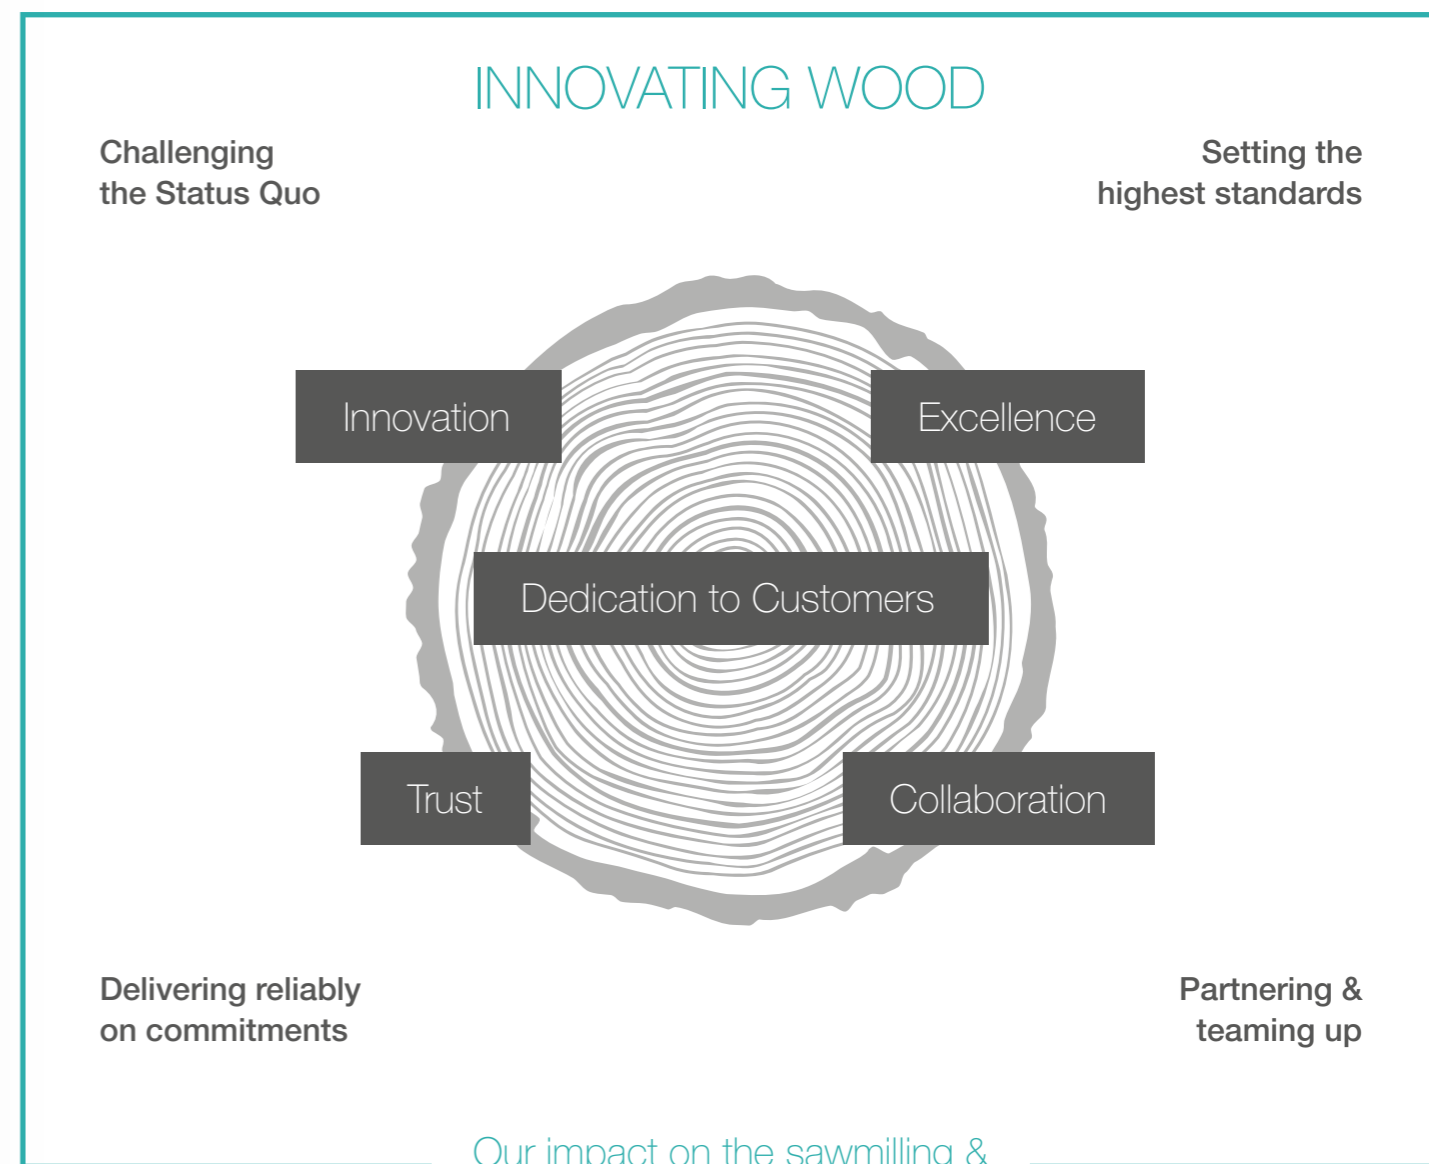 INNOVATING WOOD
Challenging
the Status Quo
Setting the
highest standards
Innovation
Excellence
Dedication to Customers
Trust
Collaboration
Delivering reliably
on commitments
Partnering &
teaming up
Our impact on the sawmilling &